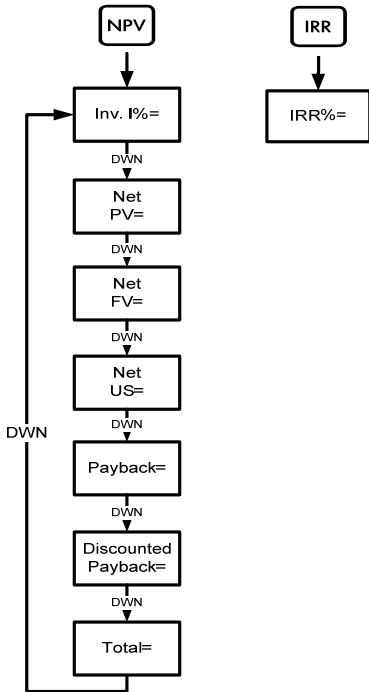 NPV
IRR
Inv. I%=
IRR%=
DWN
Net
PV=
DWN
Net
FV=
DWN
Net
US=
DWN
DWN
Payback=
DWN
Discounted
Payback=
DWN
Total=